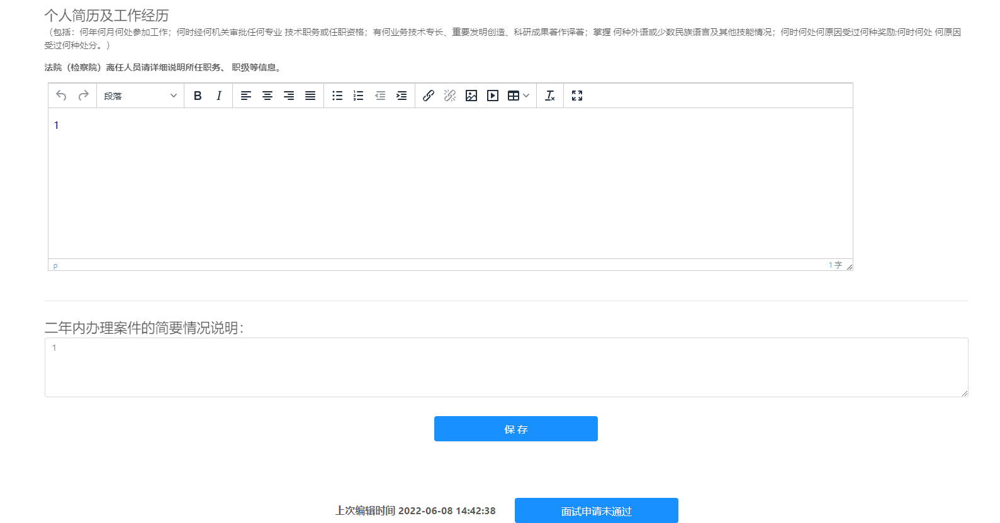 个人简历及工作经历
（包括：何年何月何处参加工作；何时经何机关审批任何专业 技术职务或任职资格；有何业务技术专长、重要发明创造、科研成果著作译著；掌握 何种外语或少数民族语言及其他技能情况；何时何处何原因受过何种奖励:何时何处 何原因
受过何种处分。）
法院（检察院）离任人员请详细说明所任职务、 职级等信息。
段落 B I
1
p 1 字
二年内办理案件的简要情况说明：
1
保 存
上次编辑时间 2022-06-08 14:42:38 面试申请未通过